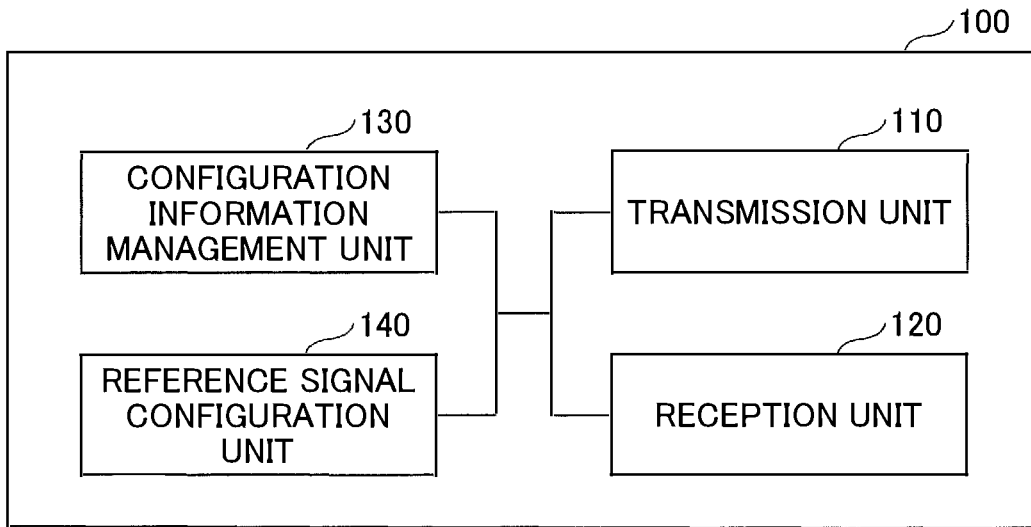 100
130
CONFIGURATION
INFORMATION
MANAGEMENT UNIT
110
TRANSMISSION UNIT
140
REFERENCE SIGNAL
CONFIGURATION
UNIT
120
RECEPTION UNIT